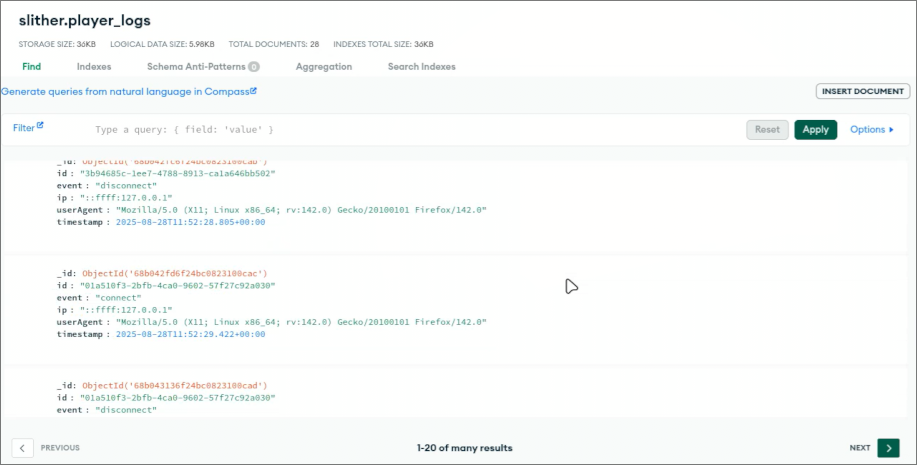 slither.player_logs
STORAGE SIZE: 36KB LOGICAL DATA SIZE: 5.98KB TOTAL DOCUMENTS: 28 INDEXES TOTAL SIZE: 36KB
Find Indexes Schema Anti-Patterns 0 Aggregation Search Indexes
Generate queries from natural language in Compass
INSERT DOCUMENT
Filter Type a query: { field: 'value' } Reset Apply Options
_id: ObjectId('68b042fc6f24bc0823100cab')
id: "3b94685c-1ee7-4788-8913-ca1a646bb502"
event: "disconnect"
ip: "::ffff:127.0.0.1"
userAgent: "Mozilla/5.0 (X11; Linux x86_64; rv:142.0) Gecko/20100101 Firefox/142.0"
timestamp: 2025-08-28T11:52:28.805+00:00
_id: ObjectId('68b042fd6f24bc0823100cac')
id: "01a510f3-2bfb-4ca0-9602-57f27c92a030"
event: "connect"
ip: "::ffff:127.0.0.1"
userAgent: "Mozilla/5.0 (X11; Linux x86_64; rv:142.0) Gecko/20100101 Firefox/142.0"
timestamp: 2025-08-28T11:52:29.422+00:00
_id: ObjectId('68b043136f24bc0823100cad')
id: "01a510f3-2bfb-4ca0-9602-57f27c92a030"
event: "disconnect"
PREVIOUS 1-20 of many results NEXT